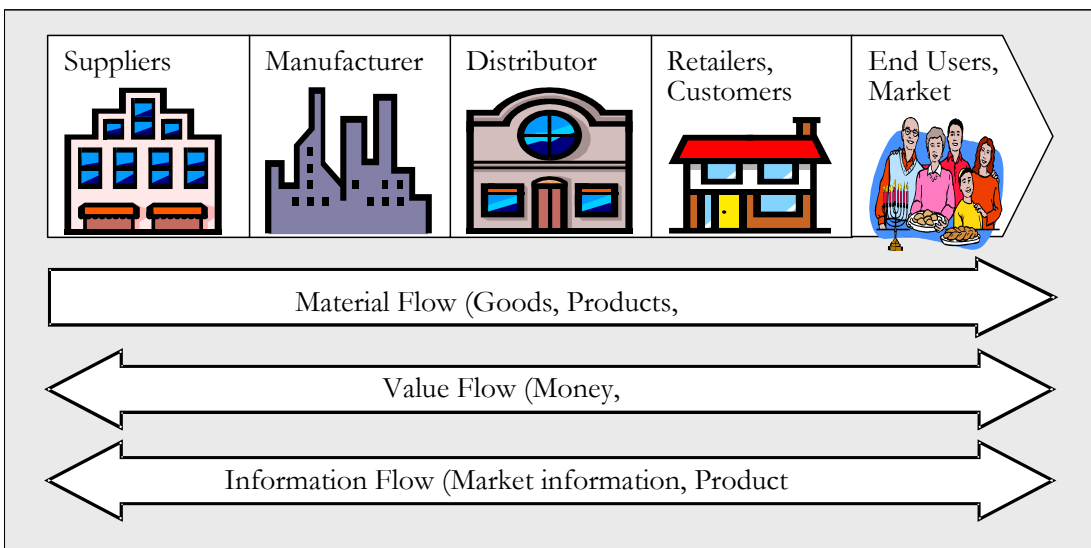 Suppliers
Manufacturer
Distributor
Retailers,
Customers
End Users,
Market
Material Flow (Goods, Products,
Value Flow (Money,
Information Flow (Market information, Product